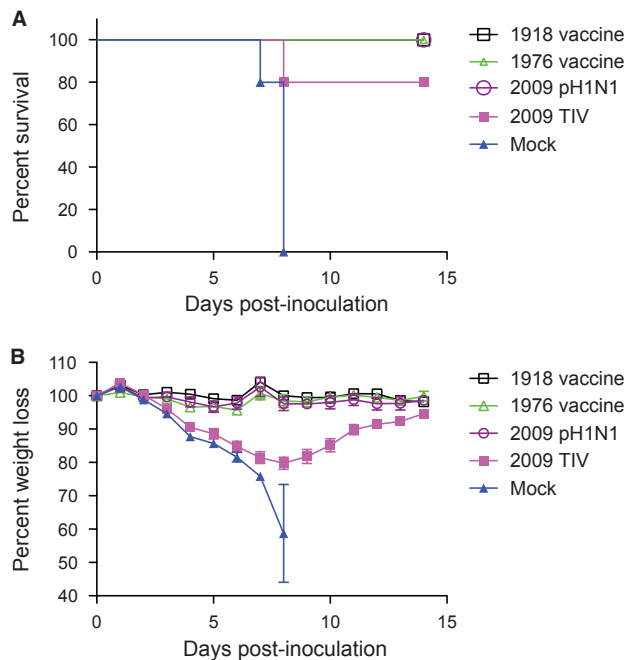 A
Percent survival
100
80
60
40
20
0
0 5 10 15
Days post-inoculation
1918 vaccine
1976 vaccine
2009 pH1N1
2009 TIV
Mock
B
Percent weight loss
110
100
90
80
70
60
50
40
0 5 10 15
Days post-inoculation
1918 vaccine
1976 vaccine
2009 pH1N1
2009 TIV
Mock